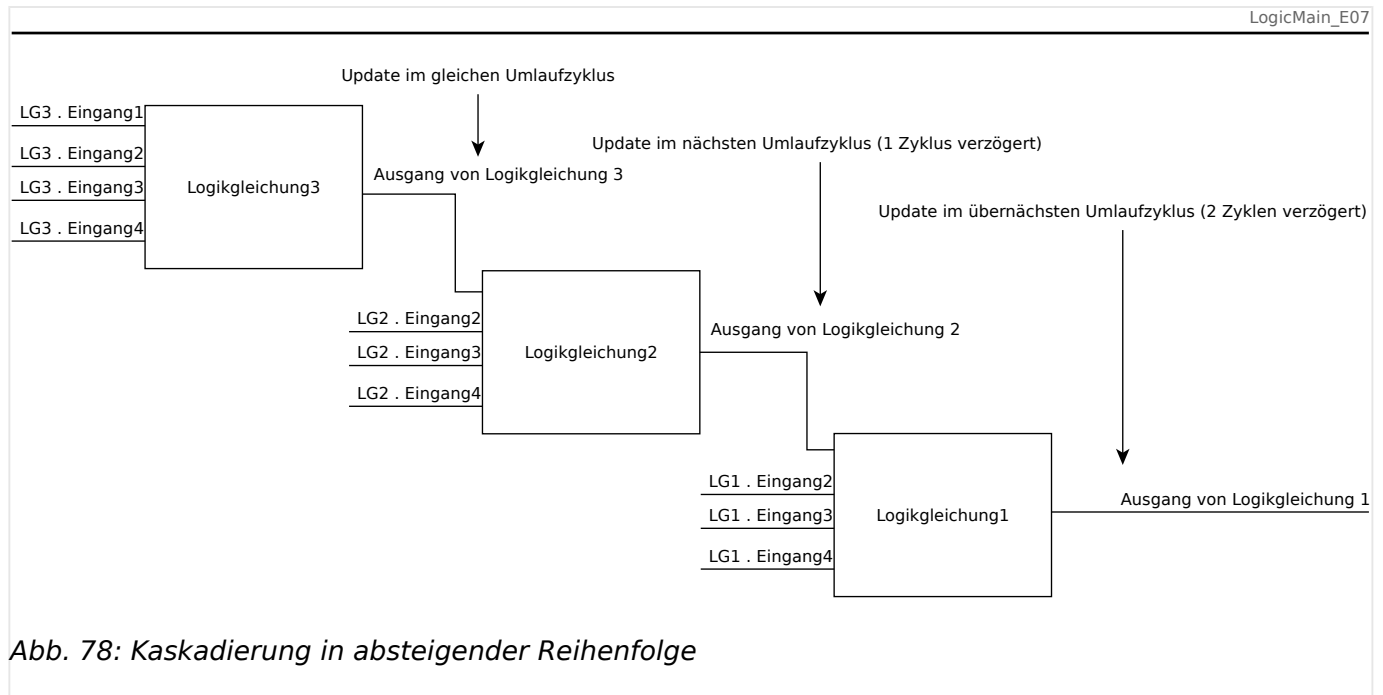 LogicMain_E07
Update im gleichen Umlaufzyklus
LG3 . Eingang1
Update im nächsten Umlaufzyklus (1 Zyklus verzögert)
LG3 . Eingang2
Ausgang von Logikgleichung 3
LG3 . Eingang3
Logikgleichung3
Update im übernächsten Umlaufzyklus (2 Zyklen verzögert)
LG3 . Eingang4
LG2 . Eingang2
Ausgang von Logikgleichung 2
LG2 . Eingang3
Logikgleichung2
LG2 . Eingang4
LG1 . Eingang2
Ausgang von Logikgleichung 1
LG1 . Eingang3
Logikgleichung1
LG1 . Eingang4
Abb. 78: Kaskadierung in absteigender Reihenfolge